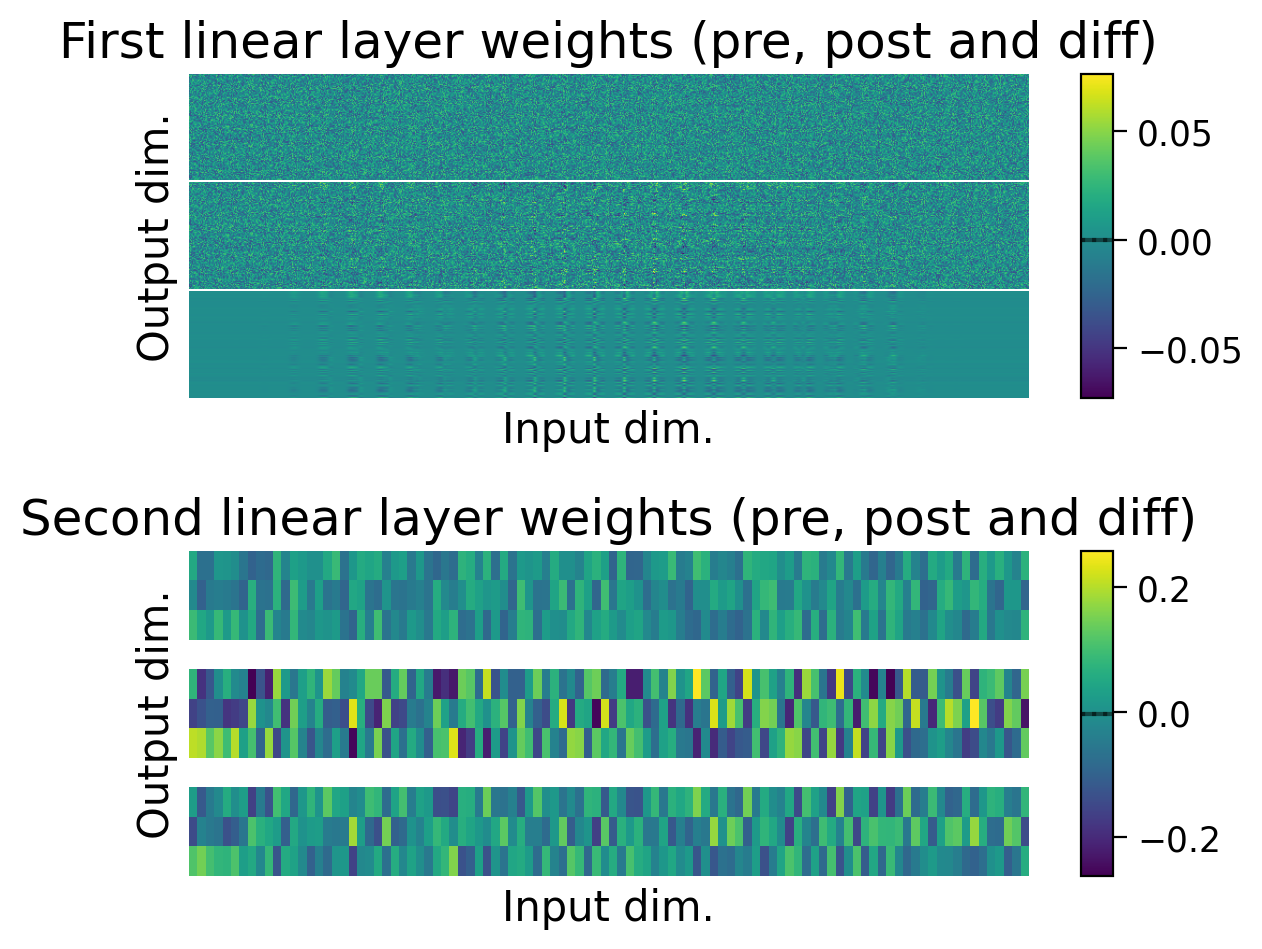 First linear layer weights (pre, post and diff)
Output dim.
0.05
0.00
−0.05
Input dim.
Second linear layer weights (pre, post and diff)
Output dim.
0.2
0.0
−0.2
Input dim.